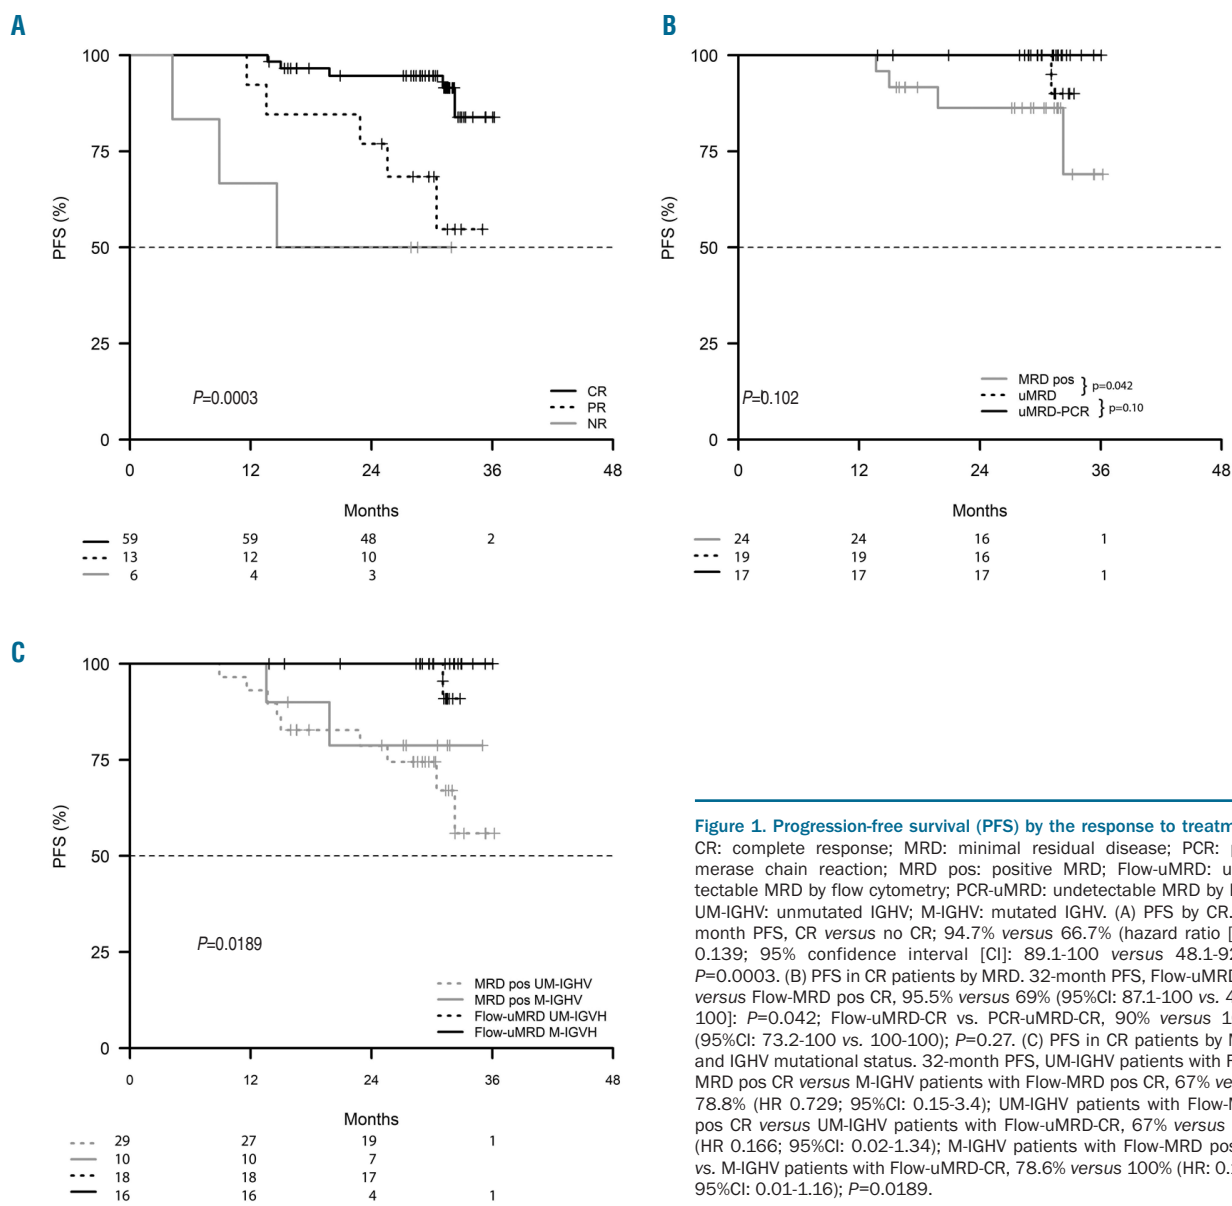 A
100
75
50
25
0
PFS (%)
P=0.0003
CR
PR
NR
0 12 24 36 48
Months
59 59 48 2
13 12 10
6 4 3
B
100
75
50
25
0
PFS (%)
P=0.102
MRD pos
uMRD
uMRD-PCR
} p=0.042
} p=0.10
0 12 24 36 48
Months
24 24 16 1
19 19 16
17 17 17 1
C
100
75
50
25
0
PFS (%)
P=0.0189
MRD pos UM-IGHV
MRD pos M-IGHV
Flow-uMRD UM-IGVH
Flow-uMRD M-IGVH
0 12 24 36 48
Months
29 27 19 1
10 10 7
18 18 17
16 16 4 1
Figure 1. Progression-free survival (PFS) by the response to
CR: complete response; MRD: minimal residual disease; PCR:
merase chain reaction; MRD pos: positive MRD; Flow-uMRD:
tectable MRD by flow cytometry; PCR-uMRD: undetectable MRD by
UM-IGHV: unmutated IGHV; M-IGHV: mutated IGHV. (A) PFS by CR.
month PFS, CR versus no CR; 94.7% versus 66.7% (hazard ratio
0.139; 95% confidence interval [CI]: 89.1-100 versus
P=0.0003. (B) PFS in CR patients by MRD. 32-month PFS,
versus Flow-MRD pos CR, 95.5% versus 69% (95%CI: 87.1-100 vs.
100]: P=0.042; Flow-uMRD-CR vs. PCR-uMRD-CR, 90% versus
(95%CI: 73.2-100 vs. 100-100); P=0.27. (C) PFS in CR patients by
and IGHV mutational status. 32-month PFS, UM-IGHV patients with
MRD pos CR versus M-IGHV patients with Flow-MRD pos CR, 67%
78.8% (HR 0.729; 95%CI: 0.15-3.4); UM-IGHV patients with
pos CR versus UM-IGHV patients with Flow-uMRD-CR, 67% versus
(HR 0.166; 95%CI: 0.02-1.34); M-IGHV patients with Flow-MRD pos
vs. M-IGHV patients with Flow-uMRD-CR, 78.6% versus 100% (HR:
95%CI: 0.01-1.16); P=0.0189.